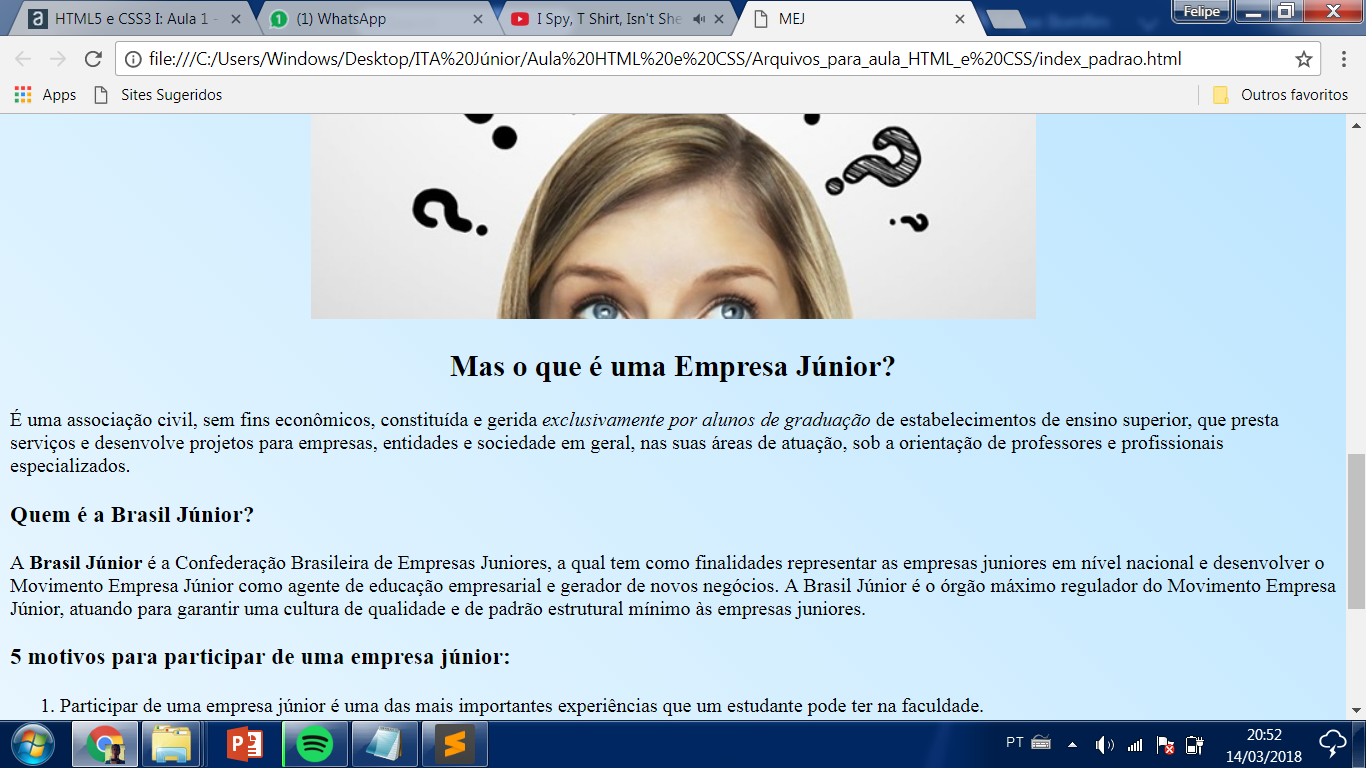 HTML5 e CSS3 I: Aula 1 -
(1) WhatsApp
I Spy, T Shirt, Isn't She
MEJ
Felipe
file:///C:/Users/Windows/Desktop/ITA%20Júnior/Aula%20HTML%20e%20CSS/Arquivos_para_aula_HTML_e%20CSS/index_padrao.html
Apps
Sites Sugeridos
Outros favoritos
Mas o que é uma Empresa Júnior?
É uma associação civil, sem fins econômicos, constituída e gerida exclusivamente por alunos de graduação de estabelecimentos de ensino superior, que presta
serviços e desenvolve projetos para empresas, entidades e sociedade em geral, nas suas áreas de atuação, sob a orientação de professores e profissionais
especializados.
Quem é a Brasil Júnior?
A Brasil Júnior é a Confederação Brasileira de Empresas Juniores, a qual tem como finalidades representar as empresas juniores em nível nacional e desenvolver o
Movimento Empresa Júnior como agente de educação empresarial e gerador de novos negócios. A Brasil Júnior é o órgão máximo regulador do Movimento Empresa
Júnior, atuando para garantir uma cultura de qualidade e de padrão estrutural mínimo às empresas juniores.
5 motivos para participar de uma empresa júnior:
1. Participar de uma empresa júnior é uma das mais importantes experiências que um estudante pode ter na faculdade.
PT
20:52
14/03/2018